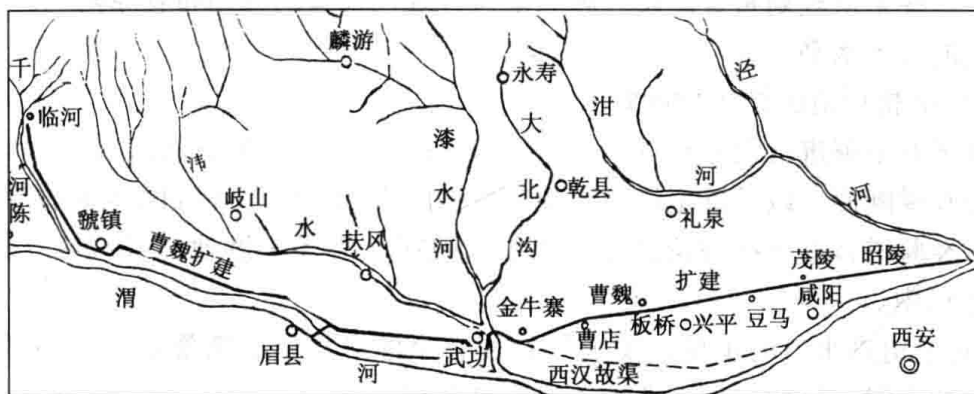 麟游
千
临河
永寿
泾
泔
大
漆
湋
岐山
水
北
乾县
河
河
河
陈
虢镇
水
扶风
河
沟
礼泉
曹魏扩建
茂陵
昭陵
渭
金牛寨
曹魏
扩建
板桥
兴平
豆马
咸阳
眉县
武功
曹店
西安
河
西汉故渠